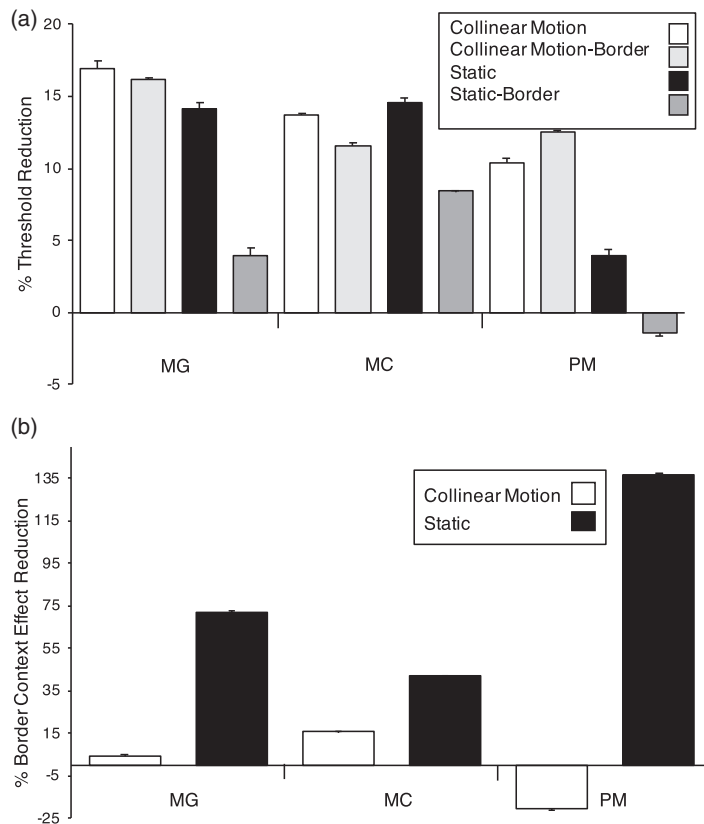 (a)
20
15
10
5
0
-5
% Threshold Reduction
Collinear Motion
Collinear Motion-Border
Static
Static-Border
MG
MC
PM
(b)
135
115
95
75
55
35
15
-5
-25
% Border Context Effect Reduction
Collinear Motion
Static
MG
MC
PM